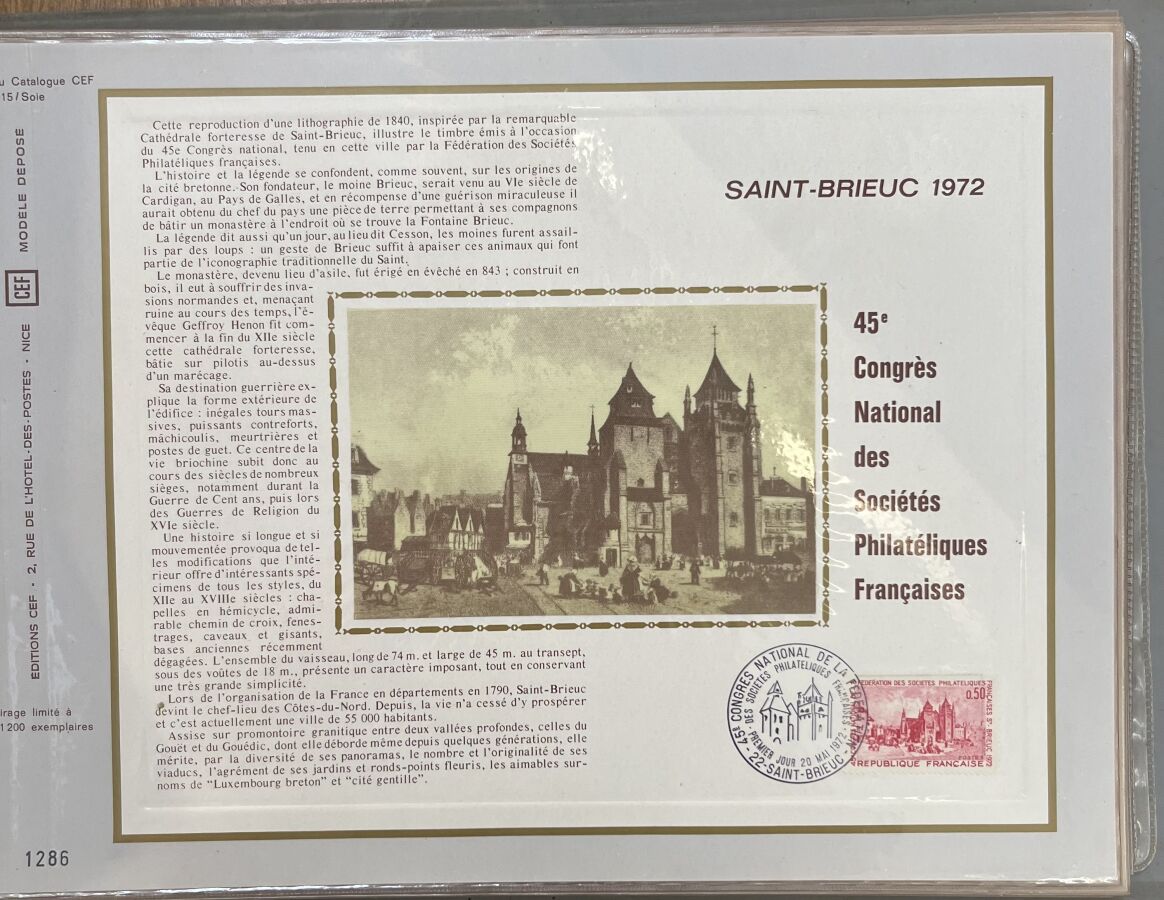 u Catalogue CEF
15/Soie
MODELE DEPOSE
CEF
EDITIONS CEF - 2, RUE DE L'HOTEL-DES-POSTES - NICE
irage limité à
1200 exemplaires
1286
Cette reproduction d'une lithographie de 1840, inspirée par la remarquable
Cathédrale forteresse de Saint-Brieuc, illustre le timbre émis à l'occasion
du 45e Congrès national, tenu en cette ville par la Fédération des Sociétés
Philatéliques françaises.
L'histoire et la légende se confondent, comme souvent, sur les origines de
la cité bretonne. Son fondateur, le moine Brieuc, serait venu au VIe siècle de
Cardigan, au Pays de Galles, et en récompense d'une guérison miraculeuse il
aurait obtenu du chef du pays une pièce de terre permettant à ses compagnons
de bâtir un monastère à l'endroit où se trouve la Fontaine Brieuc.
La légende dit aussi qu'un jour, au lieu dit Cesson, les moines furent assail-
lis par des loups : un geste de Brieuc suffit à apaiser ces animaux qui font
partie de l'iconographie traditionnelle du Saint.
Le monastère, devenu lieu d'asile, fut érigé en évêché en 843 ; construit en
bois, il eut à souffrir des inva-
sions normandes et, menaçant
ruine au cours des temps, l'é-
vêque Geffroy Henon fit com-
mencer à la fin du XIIe siècle
cette cathédrale forteresse,
bâtie sur pilotis au-dessus
d'un marécage.
Sa destination guerrière ex-
plique la forme extérieure de
l'édifice : inégales tours mas-
sives, puissants contreforts,
mâchicoulis, meurtrières et
postes de guet. Ce centre de la
vie briochine subit donc au
cours des siècles de nombreux
sièges, notamment durant la
Guerre de Cent ans, puis lors
des Guerres de Religion du
XVIe siècle.
Une histoire si longue et si
mouvementée provoqua de tel-
les modifications que l'inté-
rieur offre d'intéressants spé-
cimens de tous les styles, du
XIIe au XVIIIe siècles : cha-
pelles en hémicycle, admi-
rable chemin de croix, fenes-
trages, caveaux et gisants,
bases anciennes récemment
dégagées. L'ensemble du vaisseau, long de 74 m. et large de 45 m. au transept,
sous des voûtes de 18 m., présente un caractère imposant, tout en conservant
une très grande simplicité.
Lors de l'organisation de la France en départements en 1790, Saint-Brieuc
devint le chef-lieu des Côtes-du-Nord. Depuis, la vie n'a cessé d'y prospérer
et c'est actuellement une ville de 55 000 habitants.
Assise sur promontoire granitique entre deux vallées profondes, celles du
Gouët et du Gouédic, dont elle déborde même depuis quelques générations, elle
mérite, par la diversité de ses panoramas, le nombre et l'originalité de ses
viaducs, l'agrément de ses jardins et ronds-points fleuris, les aimables sur-
noms de "Luxembourg breton" et "cité gentille".
SAINT-BRIEUC 1972
45e
Congrès
National
des
Sociétés
Philatéliques
Françaises
45e CONGRES NATIONAL DE LA FEDERATION
DES SOCIETES PHILATELIQUES FRANÇAISES
PREMIER JOUR 20 MAI 1972
22-SAINT-BRIEUC
FEDERATION DES SOCIETES PHILATELIQUES
FRANÇAISES ST BRIEUC 1972
0,50
POSTES
REPUBLIQUE FRANÇAISE